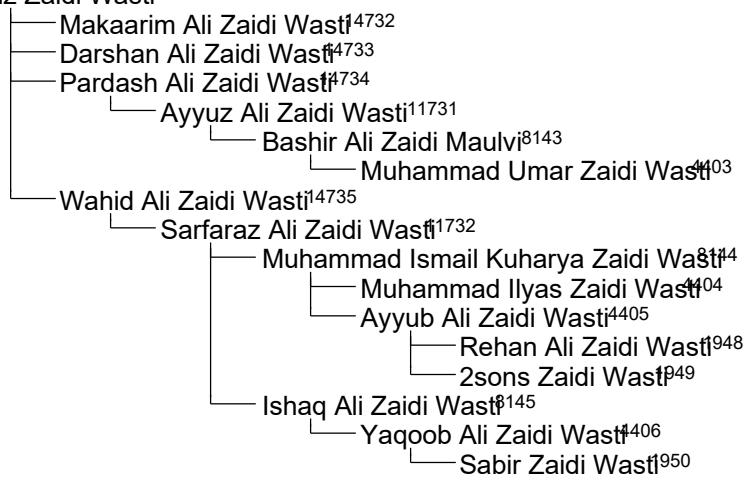 Makaarim Ali Zaidi Wasti14732
Darshan Ali Zaidi Wasti14733
Pardash Ali Zaidi Wasti14734
Ayyuz Ali Zaidi Wasti11731
Bashir Ali Zaidi Maulvi8143
Muhammad Umar Zaidi Wasti4403
Wahid Ali Zaidi Wasti14735
Sarfaraz Ali Zaidi Wasti11732
Muhammad Ismail Kuharya Zaidi Wasti8144
Muhammad Ilyas Zaidi Wasti4404
Ayyub Ali Zaidi Wasti4405
Rehan Ali Zaidi Wasti1948
2sons Zaidi Wasti1949
Ishaq Ali Zaidi Wasti8145
Yaqoob Ali Zaidi Wasti4406
Sabir Zaidi Wasti1950